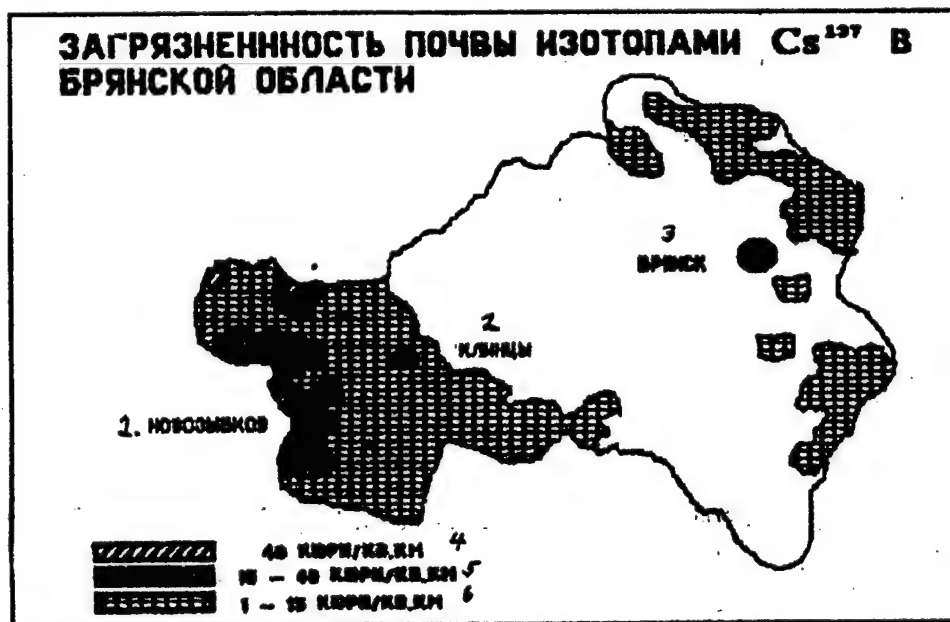 ЗАГРЯЗНЕНННОСТЬ ПОЧВЫ ИЗОТОПАМИ Cs¹³⁷ В
БРЯНСКОЙ ОБЛАСТИ
3
БРЯНСК
2.
КЛИНЦЫ
1. НОВОЗЫБКОВ
40 КЮРИ/КВ.КМ 4
15 - 40 КЮРИ/КВ.КМ 5
1 - 15 КЮРИ/КВ.КМ 6